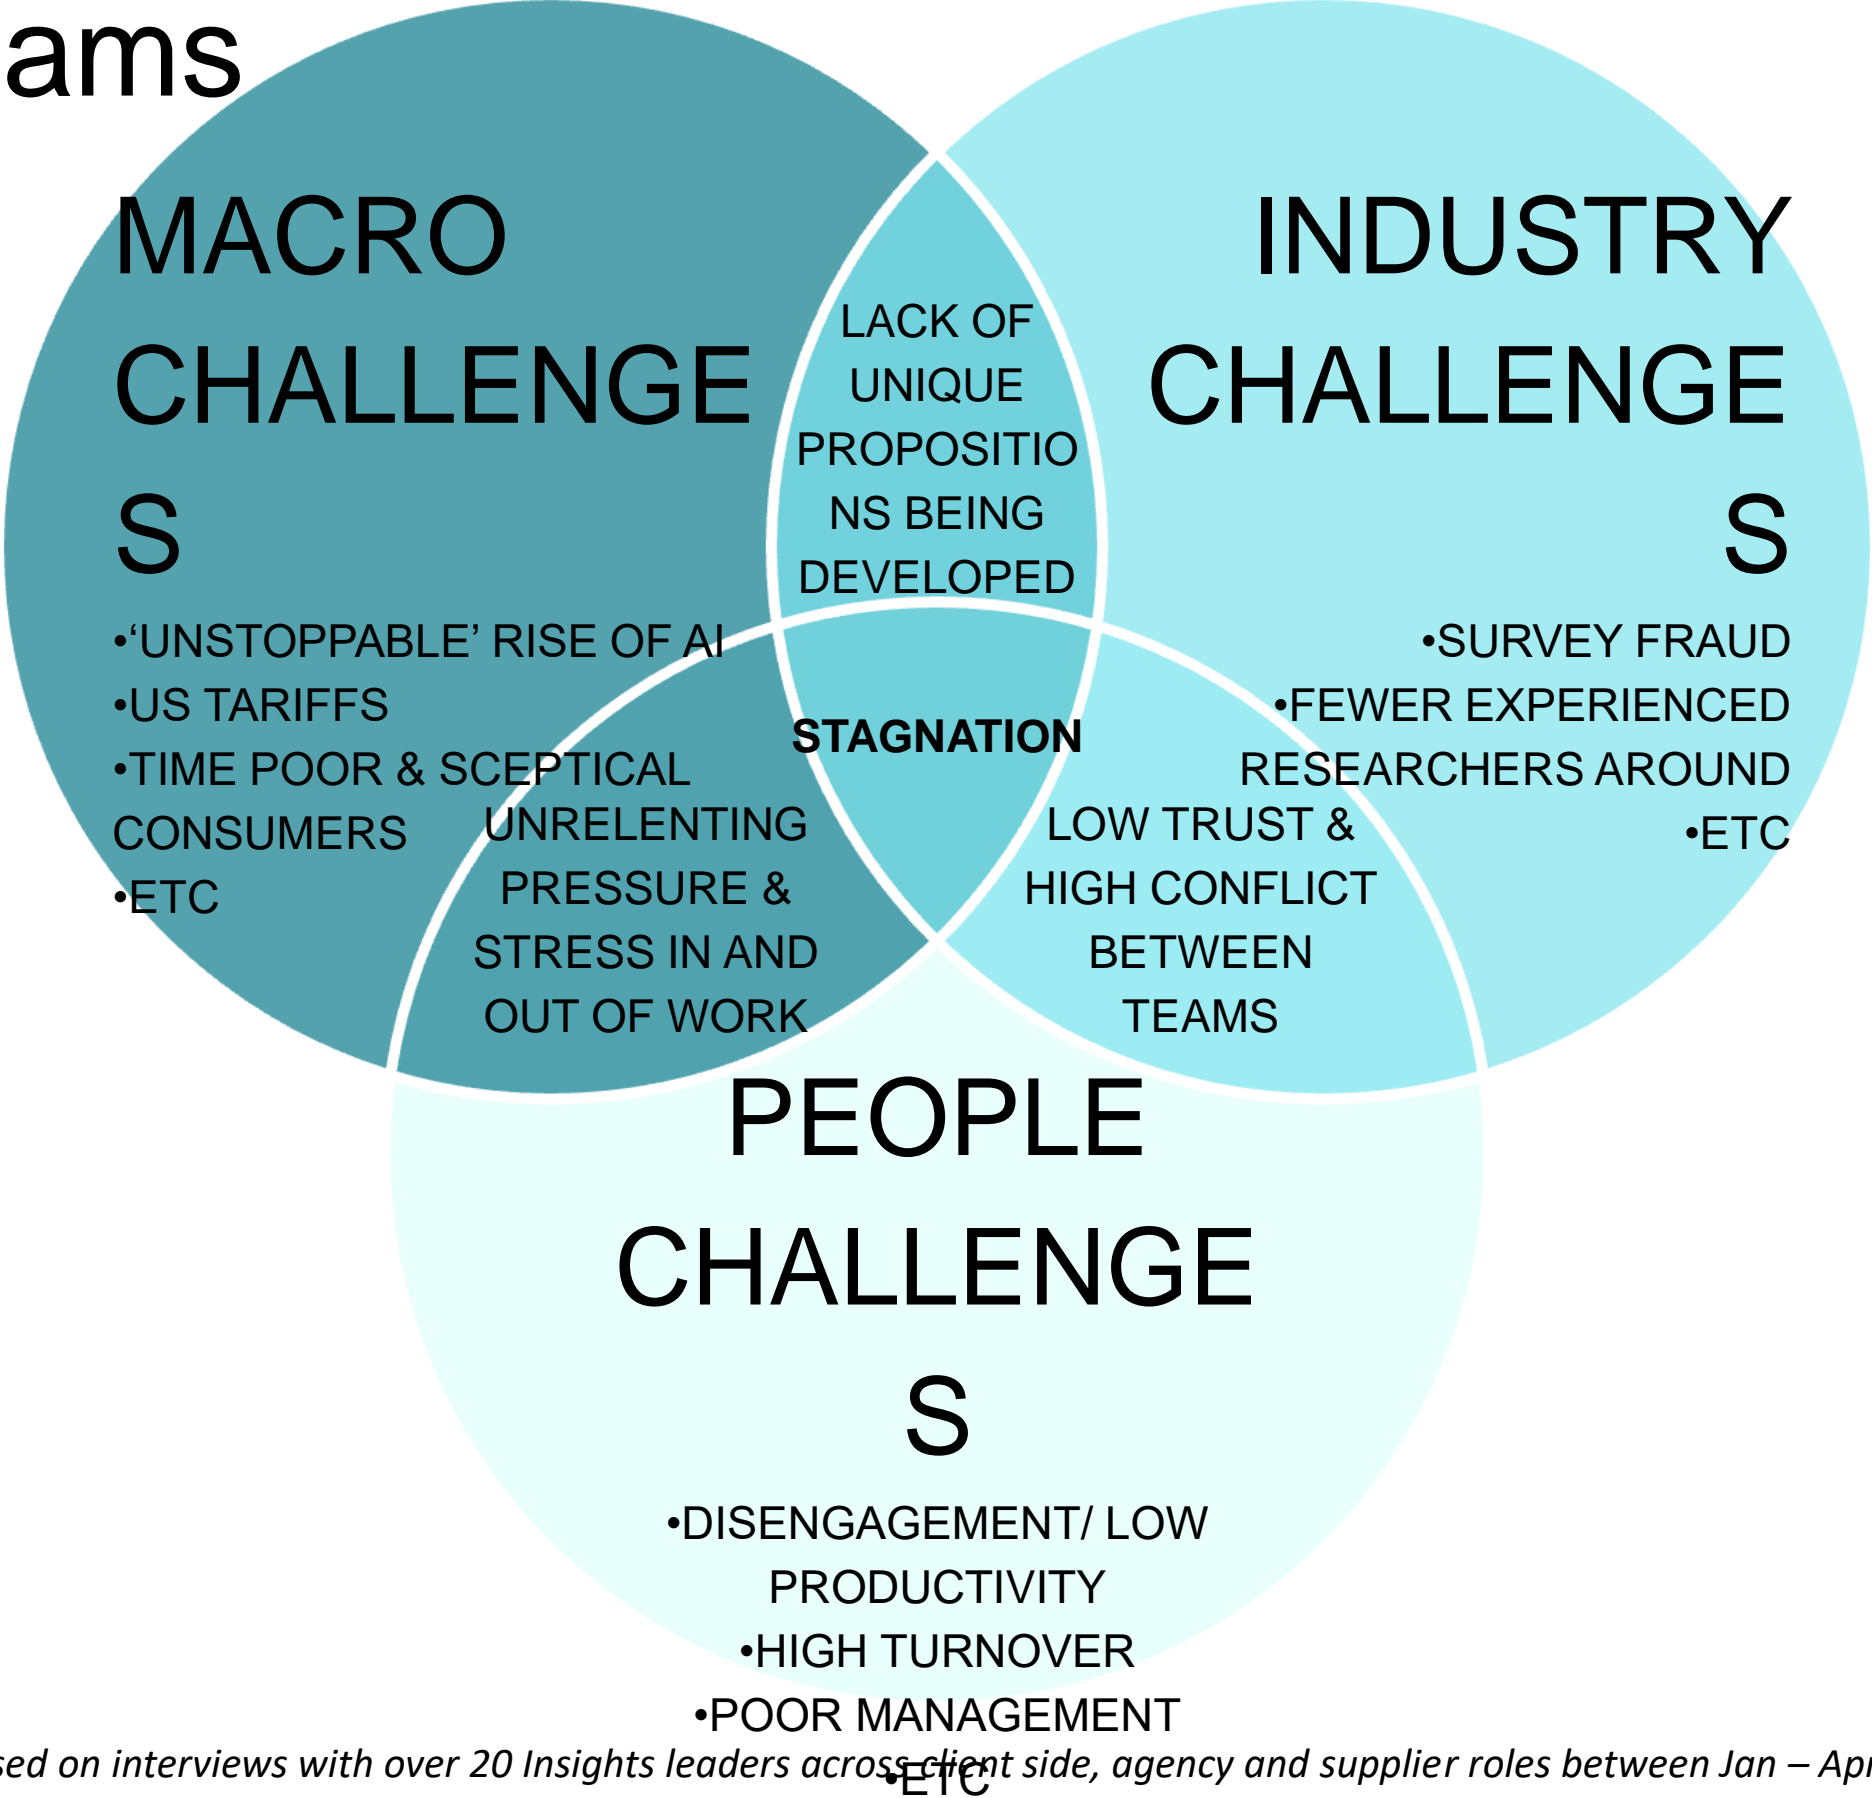 ams
MACRO
CHALLENGE
S
•‘UNSTOPPABLE’ RISE OF AI
•US TARIFFS
•TIME POOR & SCEPTICAL
CONSUMERS
•ETC
LACK OF
UNIQUE
PROPOSITIO
NS BEING
DEVELOPED
INDUSTRY
CHALLENGE
S
•SURVEY FRAUD
•FEWER EXPERIENCED
RESEARCHERS AROUND
•ETC
STAGNATION
UNRELENTING
PRESSURE &
STRESS IN AND
OUT OF WORK
LOW TRUST &
HIGH CONFLICT
BETWEEN
TEAMS
PEOPLE
CHALLENGE
S
•DISENGAGEMENT/ LOW
PRODUCTIVITY
•HIGH TURNOVER
•POOR MANAGEMENT
•ETC
sed on interviews with over 20 Insights leaders across client side, agency and supplier roles between Jan – Apr